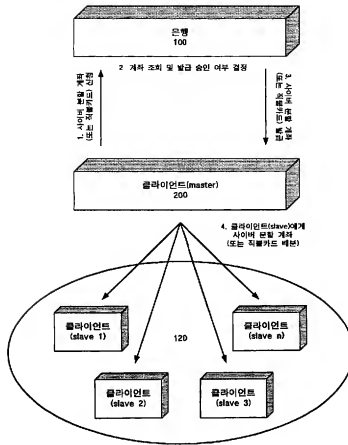 은행
100
2. 계좌 조회 및 발급 승인 여부 결정
1. 사이버 분할 계좌
(또는 직불카드) 신청
3. 사이버 분할 계좌
(또는 직불카드) 발급
클라이언트(master)
200
4. 클라이언트(slave)에게
사이버 분할 계좌
(또는 직불카드 배분)
클라이언트
(slave 1)
120
클라이언트
(slave n)
클라이언트
(slave 2)
클라이언트
(slave 3)